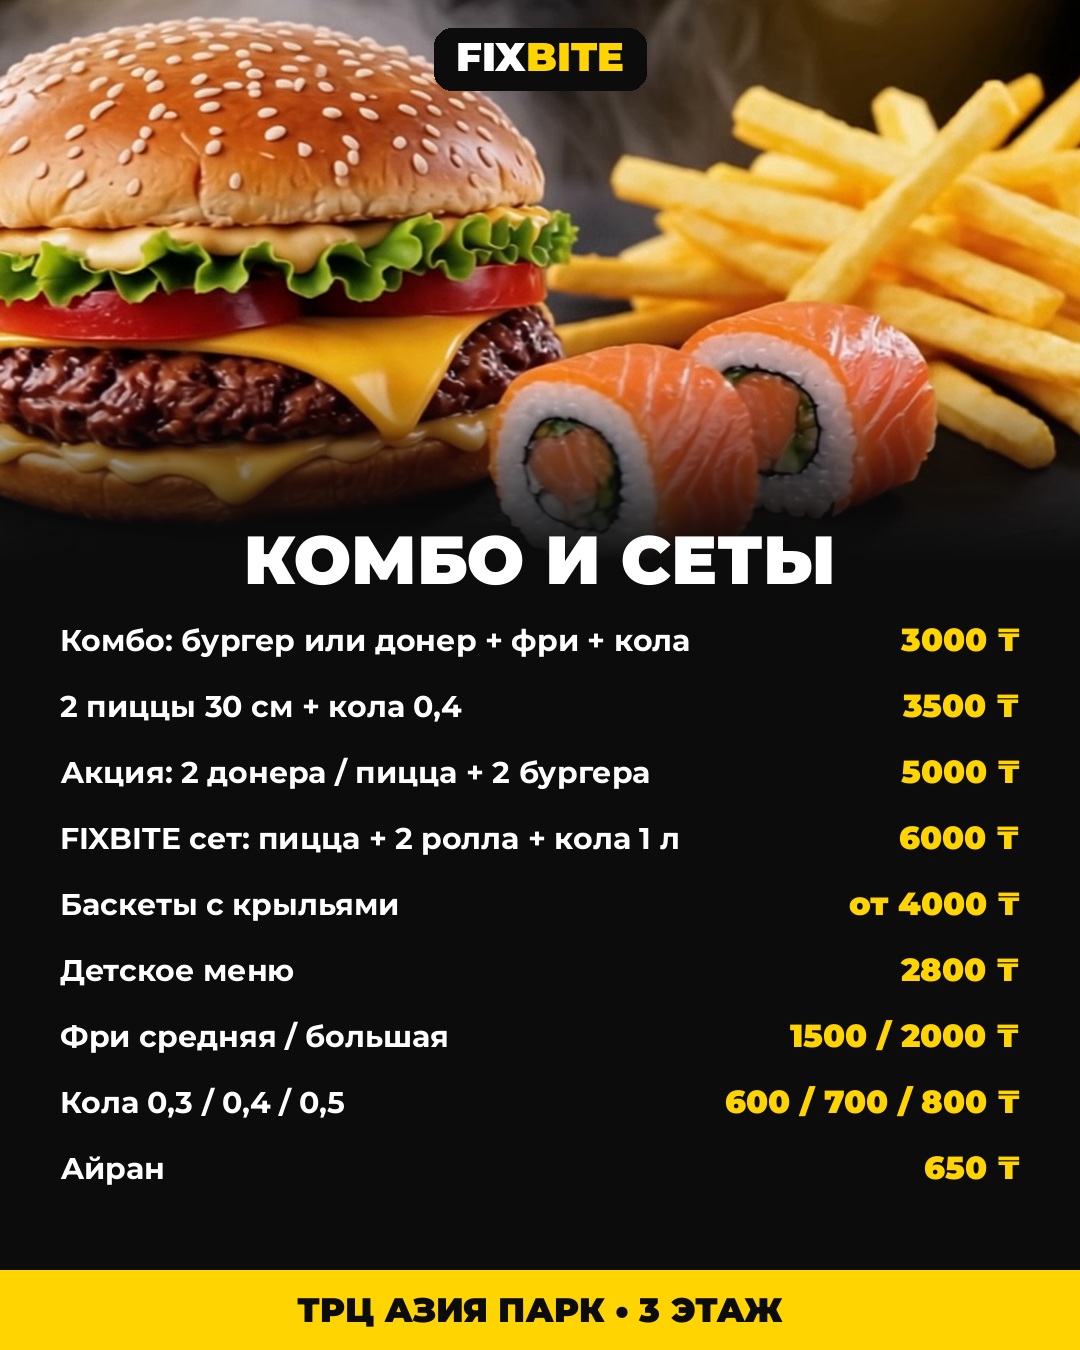 FIXBITE
КОМБО И СЕТЫ
Комбо: бургер или донер + фри + кола 3000 ₸
2 пиццы 30 см + кола 0,4 3500 ₸
Акция: 2 донера / пицца + 2 бургера 5000 ₸
FIXBITE сет: пицца + 2 ролла + кола 1 л 6000 ₸
Баскеты с крыльями от 4000 ₸
Детское меню 2800 ₸
Фри средняя / большая 1500 / 2000 ₸
Кола 0,3 / 0,4 / 0,5 600 / 700 / 800 ₸
Айран 650 ₸
ТРЦ АЗИЯ ПАРК • 3 ЭТАЖ